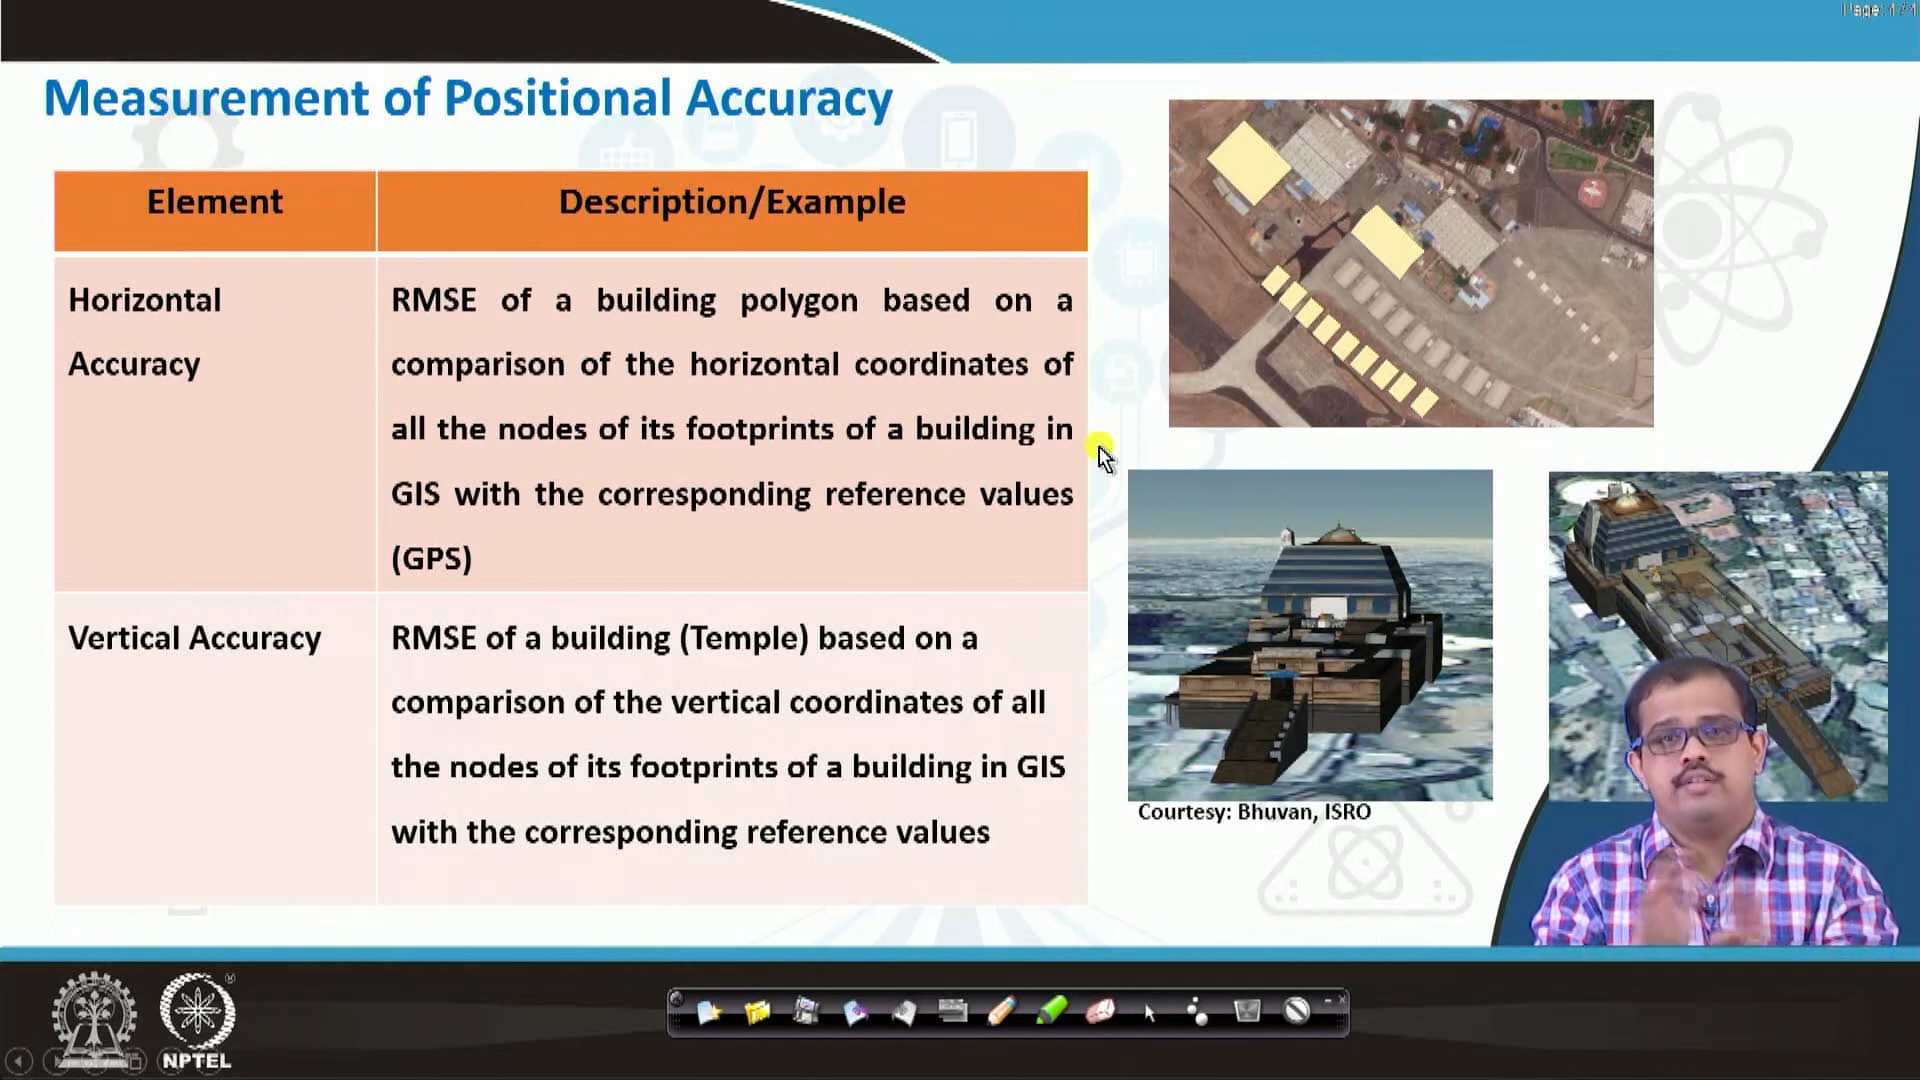 Page: 1 / 1
Measurement of Positional Accuracy
Element
Description/Example
Horizontal
Accuracy
RMSE of a building polygon based on a
comparison of the horizontal coordinates of
all the nodes of its footprints of a building in
GIS with the corresponding reference values
(GPS)
Vertical Accuracy
RMSE of a building (Temple) based on a
comparison of the vertical coordinates of all
the nodes of its footprints of a building in GIS
with the corresponding reference values
Courtesy: Bhuvan, ISRO
NPTEL